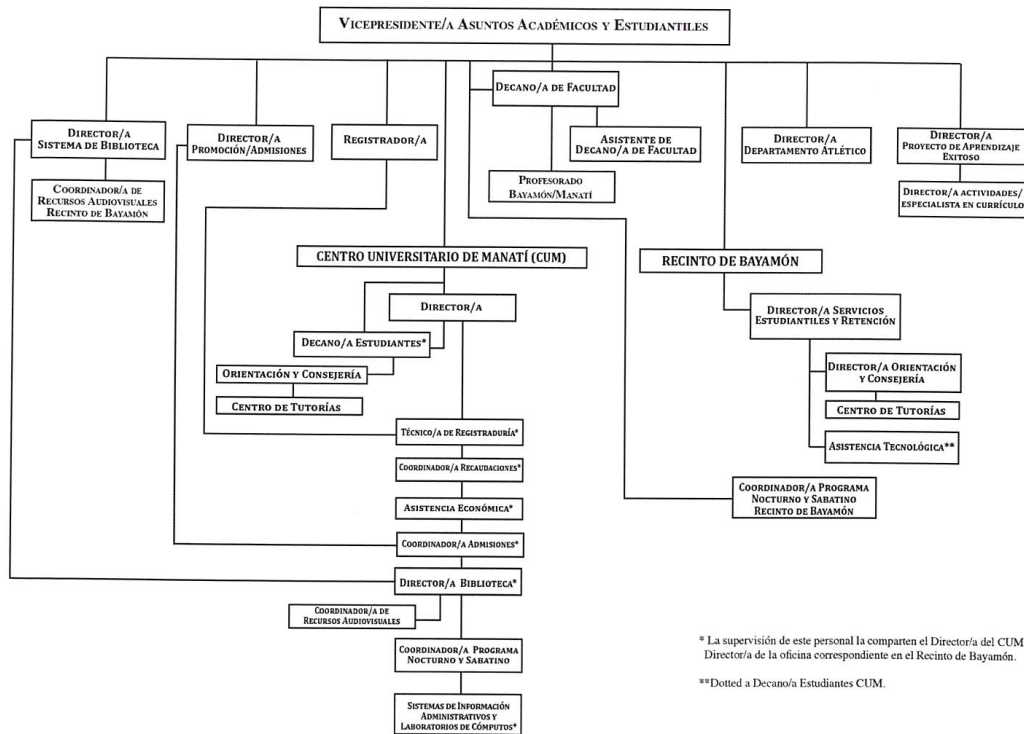 VICEPRESIDENTE/A ASUNTOS ACADÉMICOS Y ESTUDIANTILES
DECANO/A DE FACULTAD
DIRECTOR/A
SISTEMA DE BIBLIOTECA
DIRECTOR/A
PROMOCIÓN/ADMISIONES
REGISTRADOR/A
ASISTENTE DE
DECANO/A DE FACULTAD
DIRECTOR/A
DEPARTAMENTO ATLÉTICO
DIRECTOR/A
PROYECTO DE APRENDIZAJE
EXITOSO
COORDINADOR/A DE
RECURSOS AUDIOVISUALES
RECINTO DE BAYAMÓN
PROFESORADO
BAYAMÓN/MANATÍ
DIRECTOR/A ACTIVIDADES/
ESPECIALISTA EN CURRÍCULO
CENTRO UNIVERSITARIO DE MANATÍ (CUM)
RECINTO DE BAYAMÓN
DIRECTOR/A
DIRECTOR/A SERVICIOS
ESTUDIANTILES Y RETENCIÓN
DECANO/A ESTUDIANTES*
ORIENTACIÓN Y CONSEJERÍA
DIRECTOR/A ORIENTACIÓN
Y CONSEJERÍA
CENTRO DE TUTORÍAS
CENTRO DE TUTORÍAS
TÉCNICO/A DE REGISTRADURÍA*
ASISTENCIA TECNOLÓGICA**
COORDINADOR/A RECAUDACIONES*
COORDINADOR/A PROGRAMA
NOCTURNO Y SABATINO
RECINTO DE BAYAMÓN
ASISTENCIA ECONÓMICA*
COORDINADOR/A ADMISIONES*
DIRECTOR/A BIBLIOTECA*
COORDINADOR/A DE
RECURSOS AUDIOVISUALES
COORDINADOR/A PROGRAMA
NOCTURNO Y SABATINO
SISTEMAS DE INFORMACIÓN
ADMINISTRATIVOS Y
LABORATORIOS DE CÓMPUTOS*
* La supervisión de este personal la comparten el Director/a del CUM
Director/a de la oficina correspondiente en el Recinto de Bayamón.
**Dotted a Decano/a Estudiantes CUM.